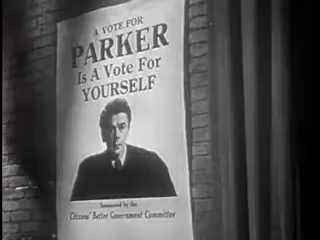 A VOTE FOR
PARKER
Is A Vote For
YOURSELF
Sponsored by the
Citizens' Better Government Committee